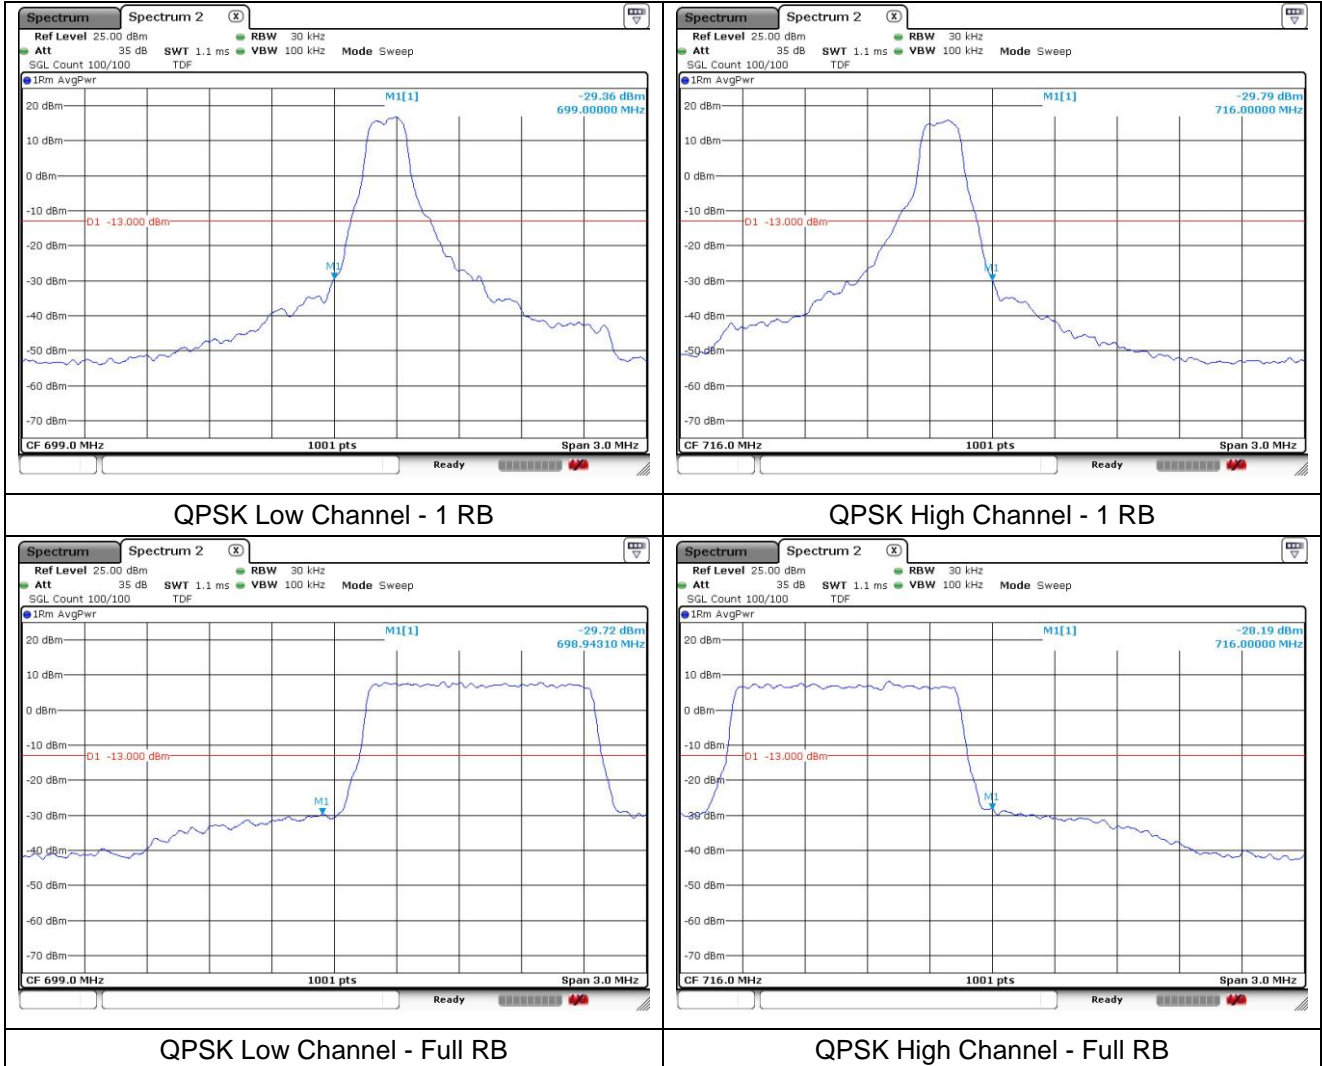 Spectrum Spectrum 2 X
Ref Level 25.00 dBm RBW 30 kHz
Att 35 dB SWT 1.1 ms VBW 100 kHz Mode Sweep
SGL Count 100/100 TDF
1Rm AvgPwr
M1[1] -29.36 dBm
699.00000 MHz
20 dBm
10 dBm
0 dBm
-10 dBm
D1 -13.000 dBm
-20 dBm
M1
-30 dBm
-40 dBm
-50 dBm
-60 dBm
-70 dBm
CF 699.0 MHz 1001 pts Span 3.0 MHz
Ready
QPSK Low Channel - 1 RB
Spectrum Spectrum 2 X
Ref Level 25.00 dBm RBW 30 kHz
Att 35 dB SWT 1.1 ms VBW 100 kHz Mode Sweep
SGL Count 100/100 TDF
1Rm AvgPwr
M1[1] -29.79 dBm
716.00000 MHz
20 dBm
10 dBm
0 dBm
-10 dBm
D1 -13.000 dBm
-20 dBm
M1
-30 dBm
-40 dBm
-50 dBm
-60 dBm
-70 dBm
CF 716.0 MHz 1001 pts Span 3.0 MHz
Ready
QPSK High Channel - 1 RB
Spectrum Spectrum 2 X
Ref Level 25.00 dBm RBW 30 kHz
Att 35 dB SWT 1.1 ms VBW 100 kHz Mode Sweep
SGL Count 100/100 TDF
1Rm AvgPwr
M1[1] -29.72 dBm
698.94310 MHz
20 dBm
10 dBm
0 dBm
-10 dBm
D1 -13.000 dBm
-20 dBm
M1
-30 dBm
-40 dBm
-50 dBm
-60 dBm
-70 dBm
CF 699.0 MHz 1001 pts Span 3.0 MHz
Ready
QPSK Low Channel - Full RB
Spectrum Spectrum 2 X
Ref Level 25.00 dBm RBW 30 kHz
Att 35 dB SWT 1.1 ms VBW 100 kHz Mode Sweep
SGL Count 100/100 TDF
1Rm AvgPwr
M1[1] -28.19 dBm
716.00000 MHz
20 dBm
10 dBm
0 dBm
-10 dBm
D1 -13.000 dBm
-20 dBm
M1
-30 dBm
-40 dBm
-50 dBm
-60 dBm
-70 dBm
CF 716.0 MHz 1001 pts Span 3.0 MHz
Ready
QPSK High Channel - Full RB